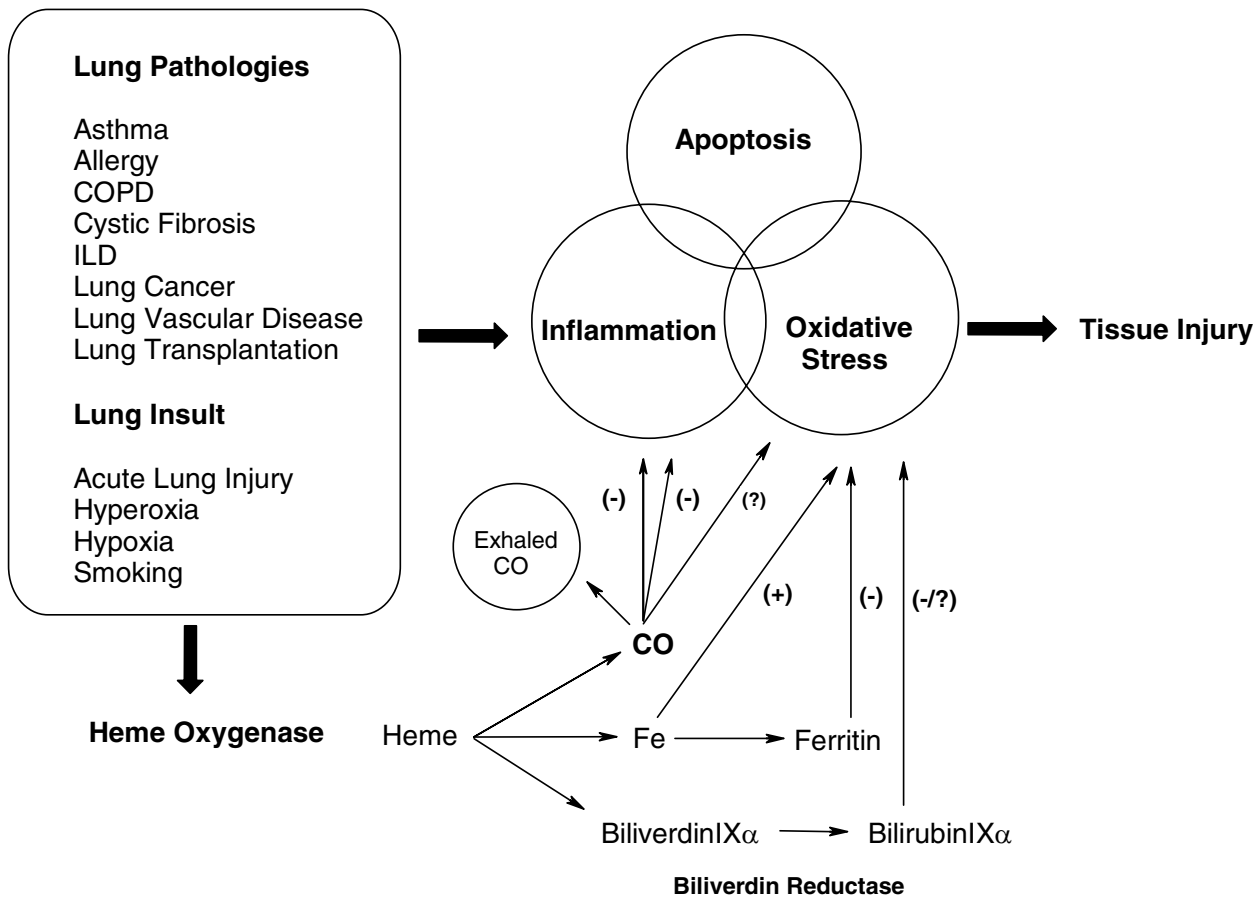 Lung Pathologies
Asthma
Allergy
COPD
Cystic Fibrosis
ILD
Lung Cancer
Lung Vascular Disease
Lung Transplantation
Lung Insult
Acute Lung Injury
Hyperoxia
Hypoxia
Smoking
Apoptosis
Inflammation
Oxidative
Stress
Tissue Injury
(-)
(-)
(?)
Exhaled
CO
(+)
(-)
(-/?)
CO
Heme Oxygenase
Heme
Fe
Ferritin
BiliverdinIXα
BilirubinIXα
Biliverdin Reductase